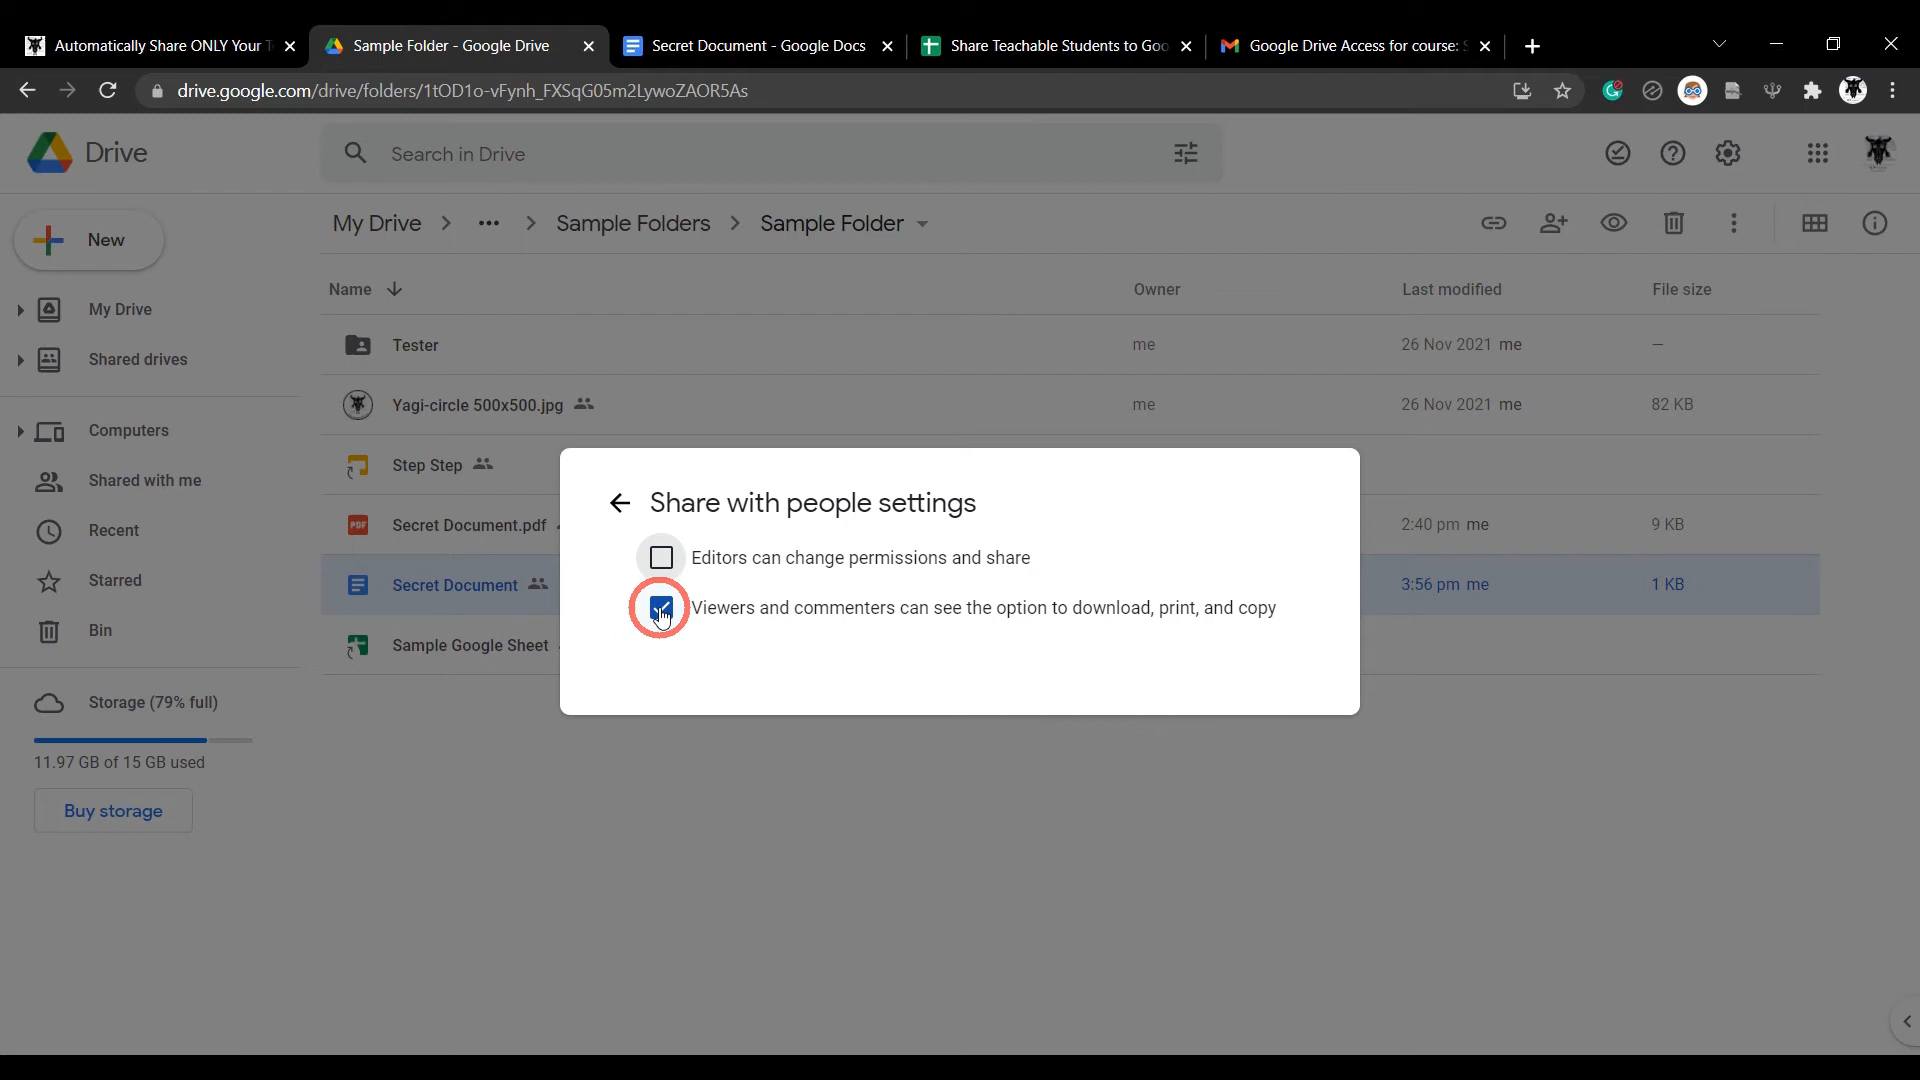 Automatically Share ONLY Your T
Sample Folder - Google Drive
Secret Document - Google Docs
Share Teachable Students to Goo
Google Drive Access for course: S
drive.google.com/drive/folders/1tOD1o-vFynh_FXSqG05m2LywoZAOR5As
Drive
Search in Drive
New
My Drive
Sample Folders
Sample Folder
Name
Owner
Last modified
File size
My Drive
Shared drives
Computers
Shared with me
Recent
Starred
Bin
Storage (79% full)
11.97 GB of 15 GB used
Buy storage
Tester
me
26 Nov 2021 me
—
Yagi-circle 500x500.jpg
me
26 Nov 2021 me
82 KB
Step Step
PDF
Secret Document.pdf
2:40 pm me
9 KB
Secret Document
3:56 pm me
1 KB
Sample Google Sheet
Share with people settings
Editors can change permissions and share
Viewers and commenters can see the option to download, print, and copy